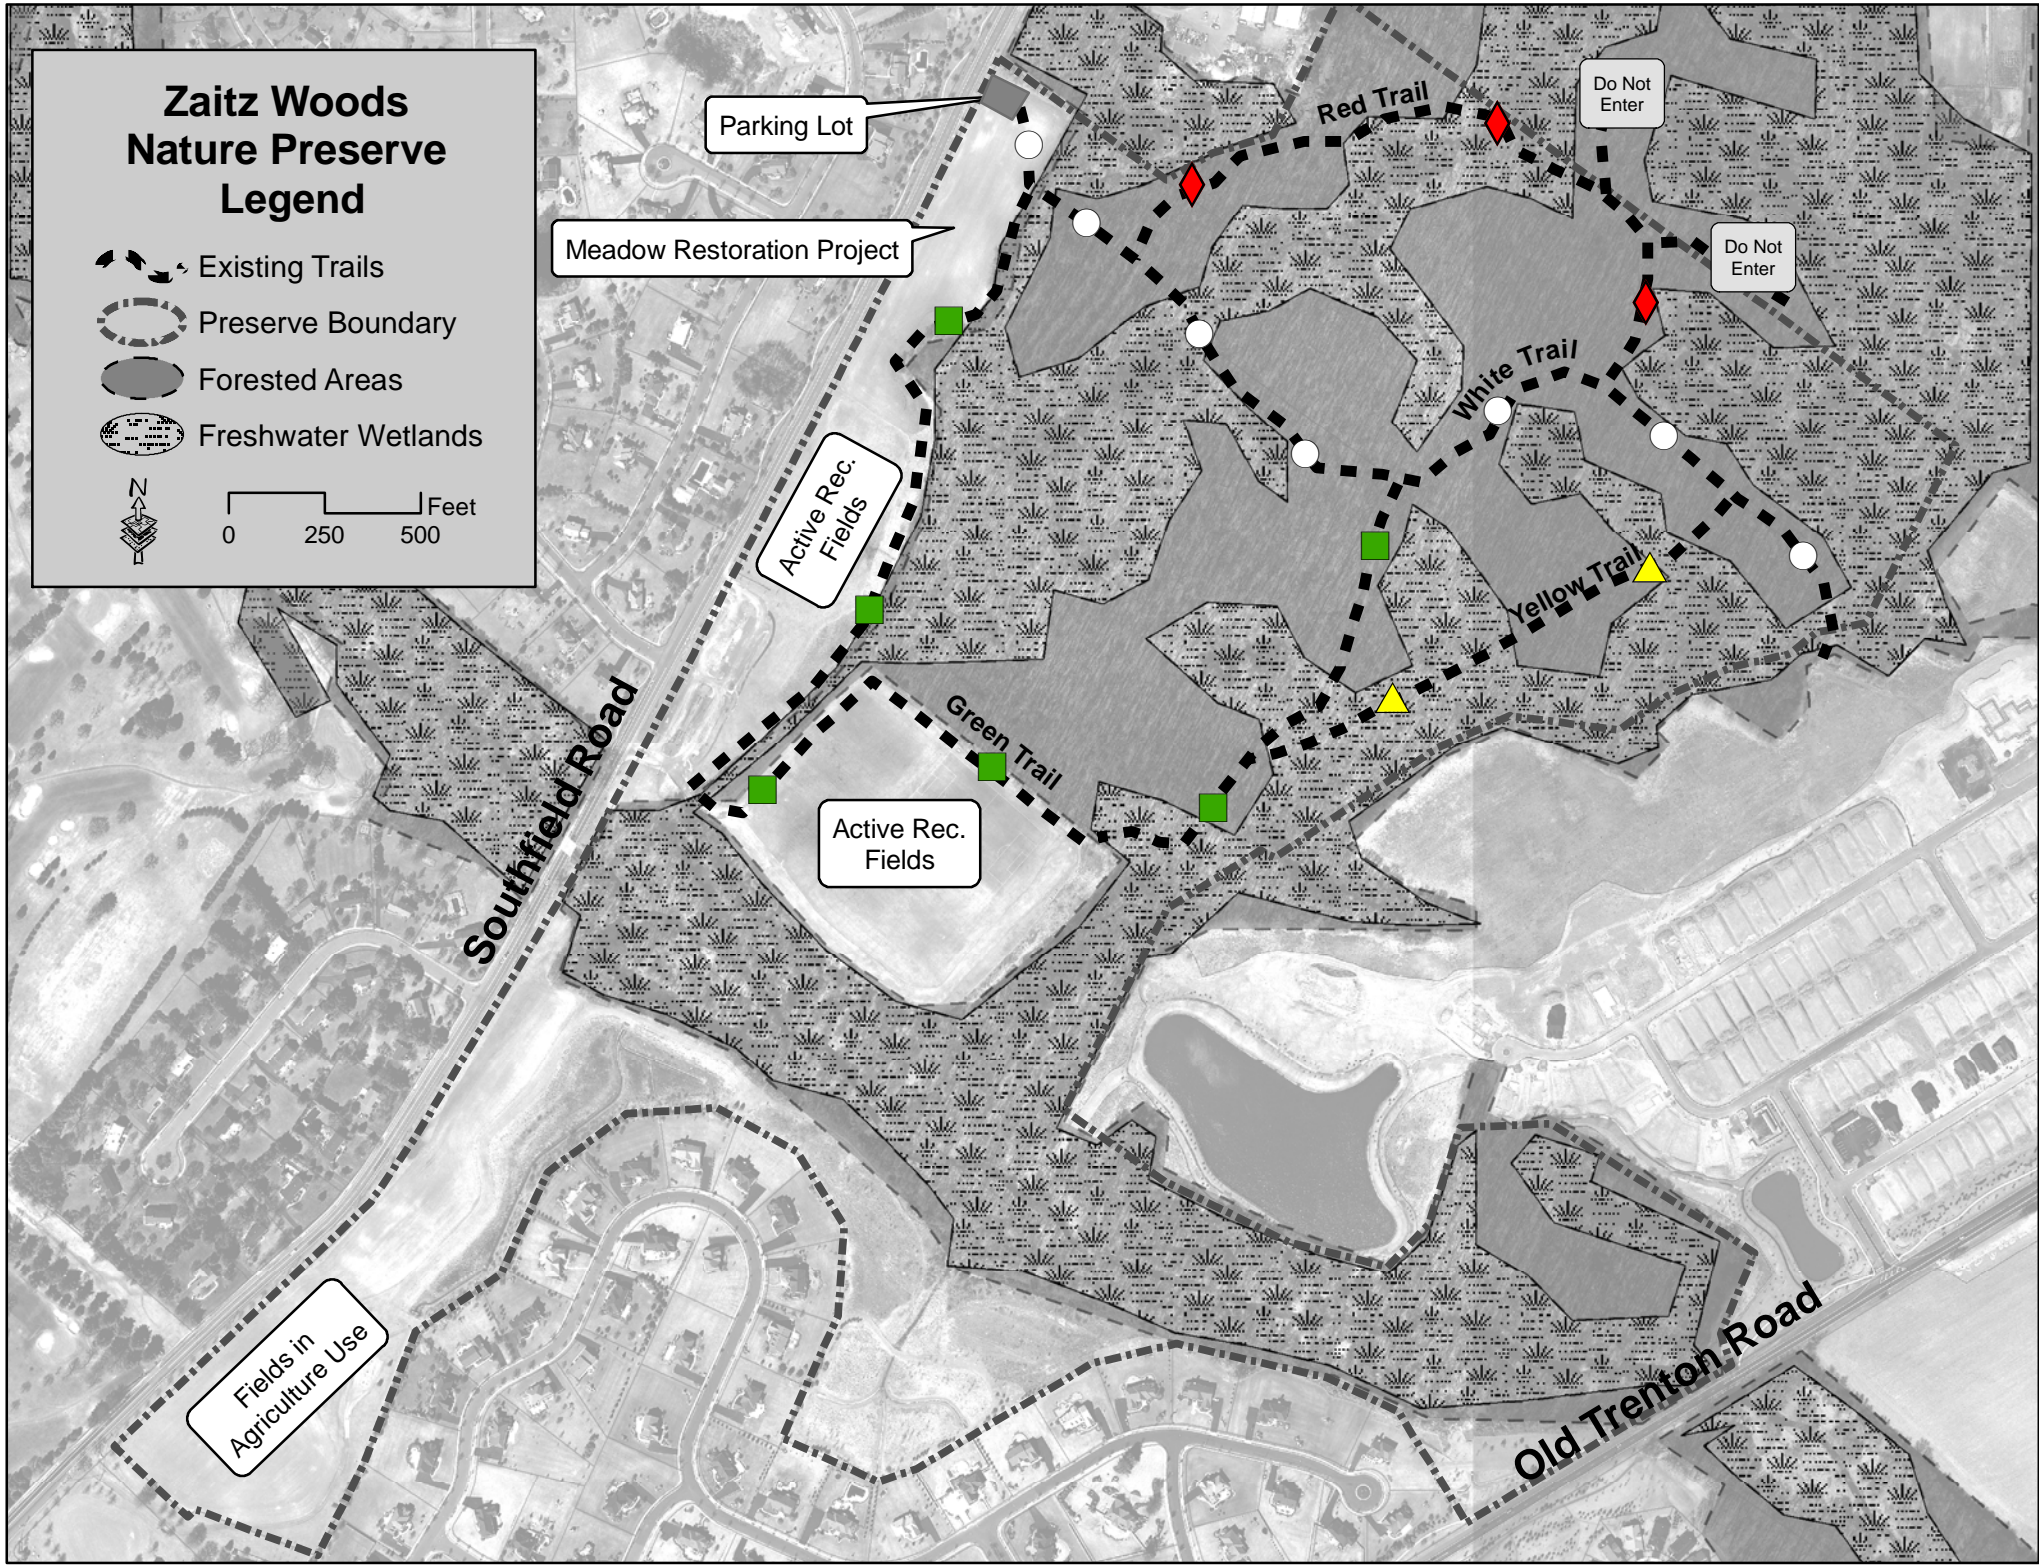 Zaitz Woods
Nature Preserve
Legend
Existing Trails
Preserve Boundary
Forested Areas
Freshwater Wetlands
N
Feet
0 250 500
Parking Lot
Meadow Restoration Project
Red Trail
Do Not
Enter
Do Not
Enter
White Trail
Active Rec.
Fields
Yellow Trail
Green Trail
Active Rec.
Fields
Southfield Road
Fields in
Agriculture Use
Old Trenton Road